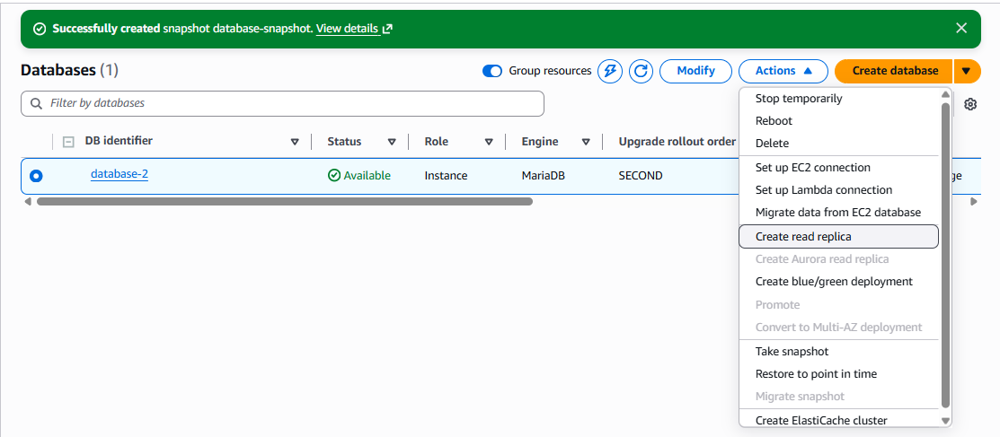 Successfully created snapshot database-snapshot. View details
Databases (1)
Group resources
Modify
Actions
Create database
Filter by databases
DB identifier
Status
Role
Engine
Upgrade rollout order
database-2
Available
Instance
MariaDB
SECOND
Stop temporarily
Reboot
Delete
Set up EC2 connection
Set up Lambda connection
Migrate data from EC2 database
Create read replica
Create Aurora read replica
Create blue/green deployment
Promote
Convert to Multi-AZ deployment
Take snapshot
Restore to point in time
Migrate snapshot
Create ElastiCache cluster